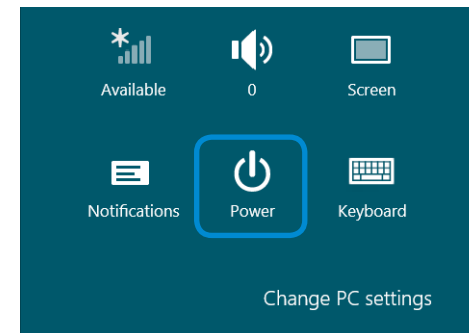 Available 0 Screen
Notifications Power Keyboard
Change PC settings